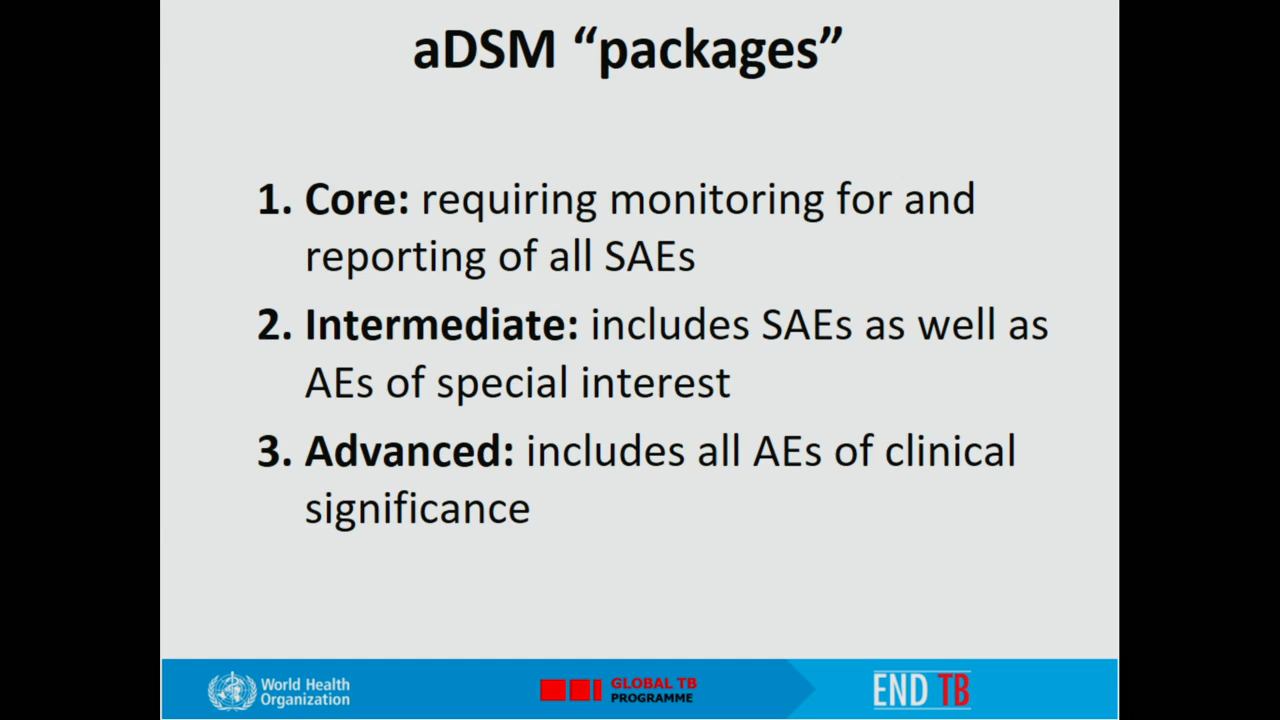 aDSM “packages”
1. Core: requiring monitoring for and
reporting of all SAEs
2. Intermediate: includes SAEs as well as
AEs of special interest
3. Advanced: includes all AEs of clinical
significance
World Health
Organization
GLOBAL TB
PROGRAMME
END TB